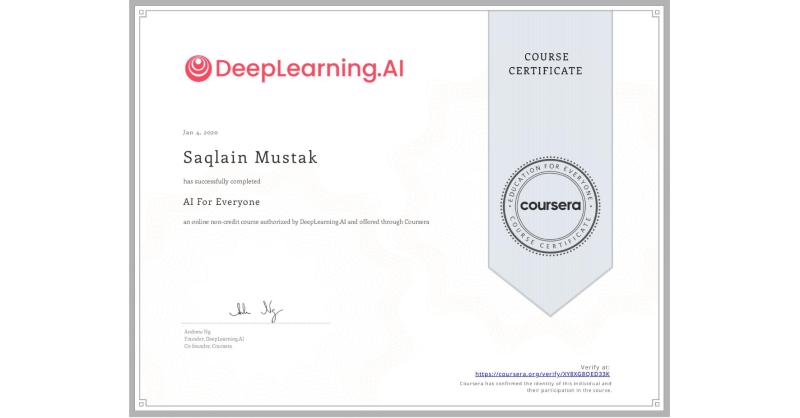 DeepLearning.AI
COURSE
CERTIFICATE
Jan 4, 2020
Saqlain Mustak
has successfully completed
AI For Everyone
an online non-credit course authorized by DeepLearning.AI and offered through Coursera
EDUCATION FOR EVERYONE
coursera
COURSE CERTIFICATE
Andrew Ng
Founder, DeepLearning.AI
Co-founder, Coursera
Verify at:
https://coursera.org/verify/XY8XG8QED33K
Coursera has confirmed the identity of this individual and
their participation in the course.